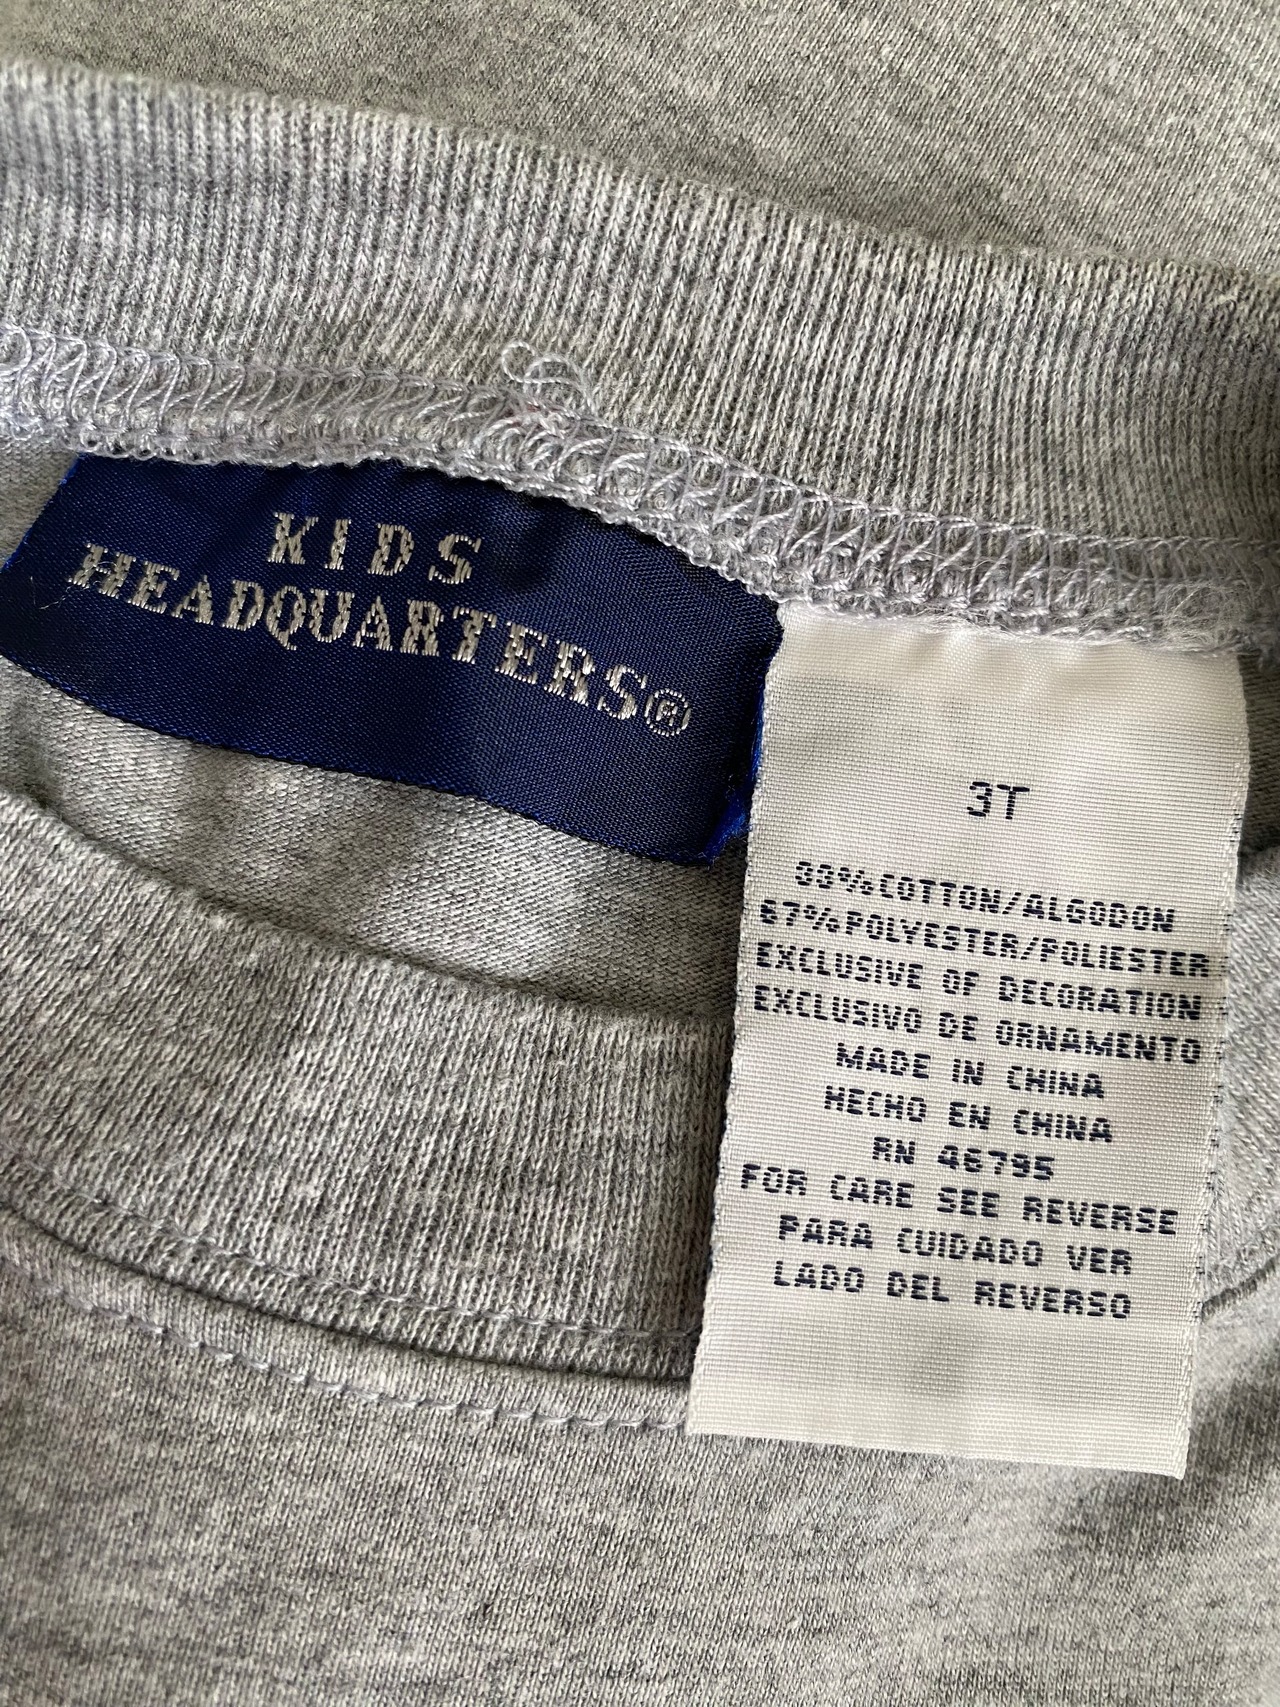 KIDS
HEADQUARTERS®
3T
33%COTTON/ALGODON
67%POLYESTER/POLIESTER
EXCLUSIVE OF DECORATION
EXCLUSIVO DE ORNAMENTO
MADE IN CHINA
HECHO EN CHINA
RN 46795
FOR CARE SEE REVERSE
PARA CUIDADO VER
LADO DEL REVERSO